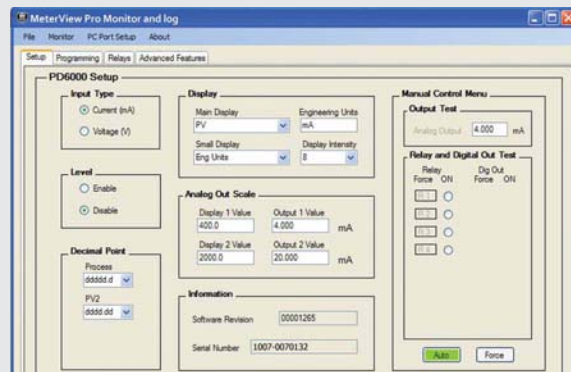 MeterView Pro Monitor and log
File Monitor PC Port Setup About
Setup Programming Relays Advanced Features
PD6000 Setup
Input Type
Current (mA)
Voltage (V)
Level
Enable
Disable
Decimal Point
Process
ddddd.d
PV2
dddd.dd
Display
Main Display Engineering Units
PV mA
Small Display Display Intensity
Eng Units 8
Analog Out Scale
Display 1 Value Output 1 Value
400.0 4.000 mA
Display 2 Value Output 2 Value
2000.0 20.000 mA
Information
Software Revision 00001265
Serial Number 1007-0070132
Manual Control Menu
Output Test
Analog Output 4.000 mA
Relay and Digital Out Test
Relay Dig Out
Force ON Force ON
R 1
R 2
R 3
R 4
Auto Force